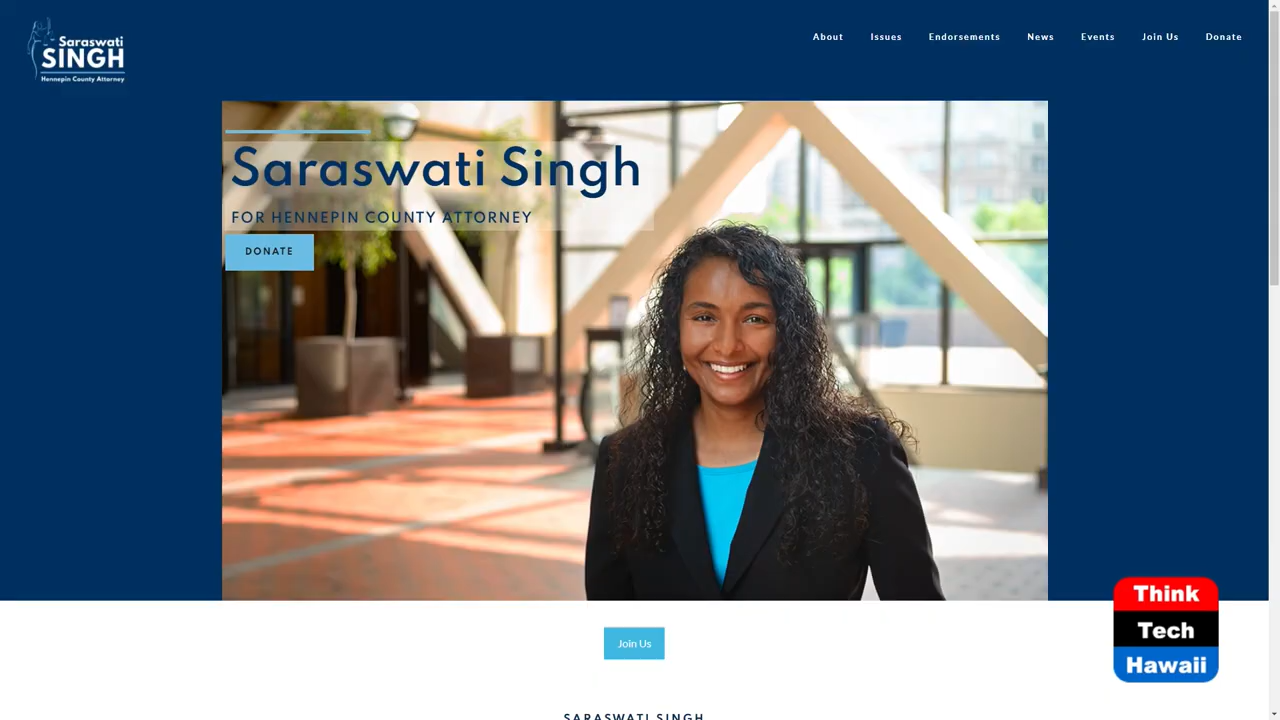 Saraswati
SINGH
Hennepin County Attorney
About Issues Endorsements News Events Join Us Donate
Saraswati Singh
FOR HENNEPIN COUNTY ATTORNEY
DONATE
Join Us
Think
Tech
Hawaii
SARASWATI SINGH